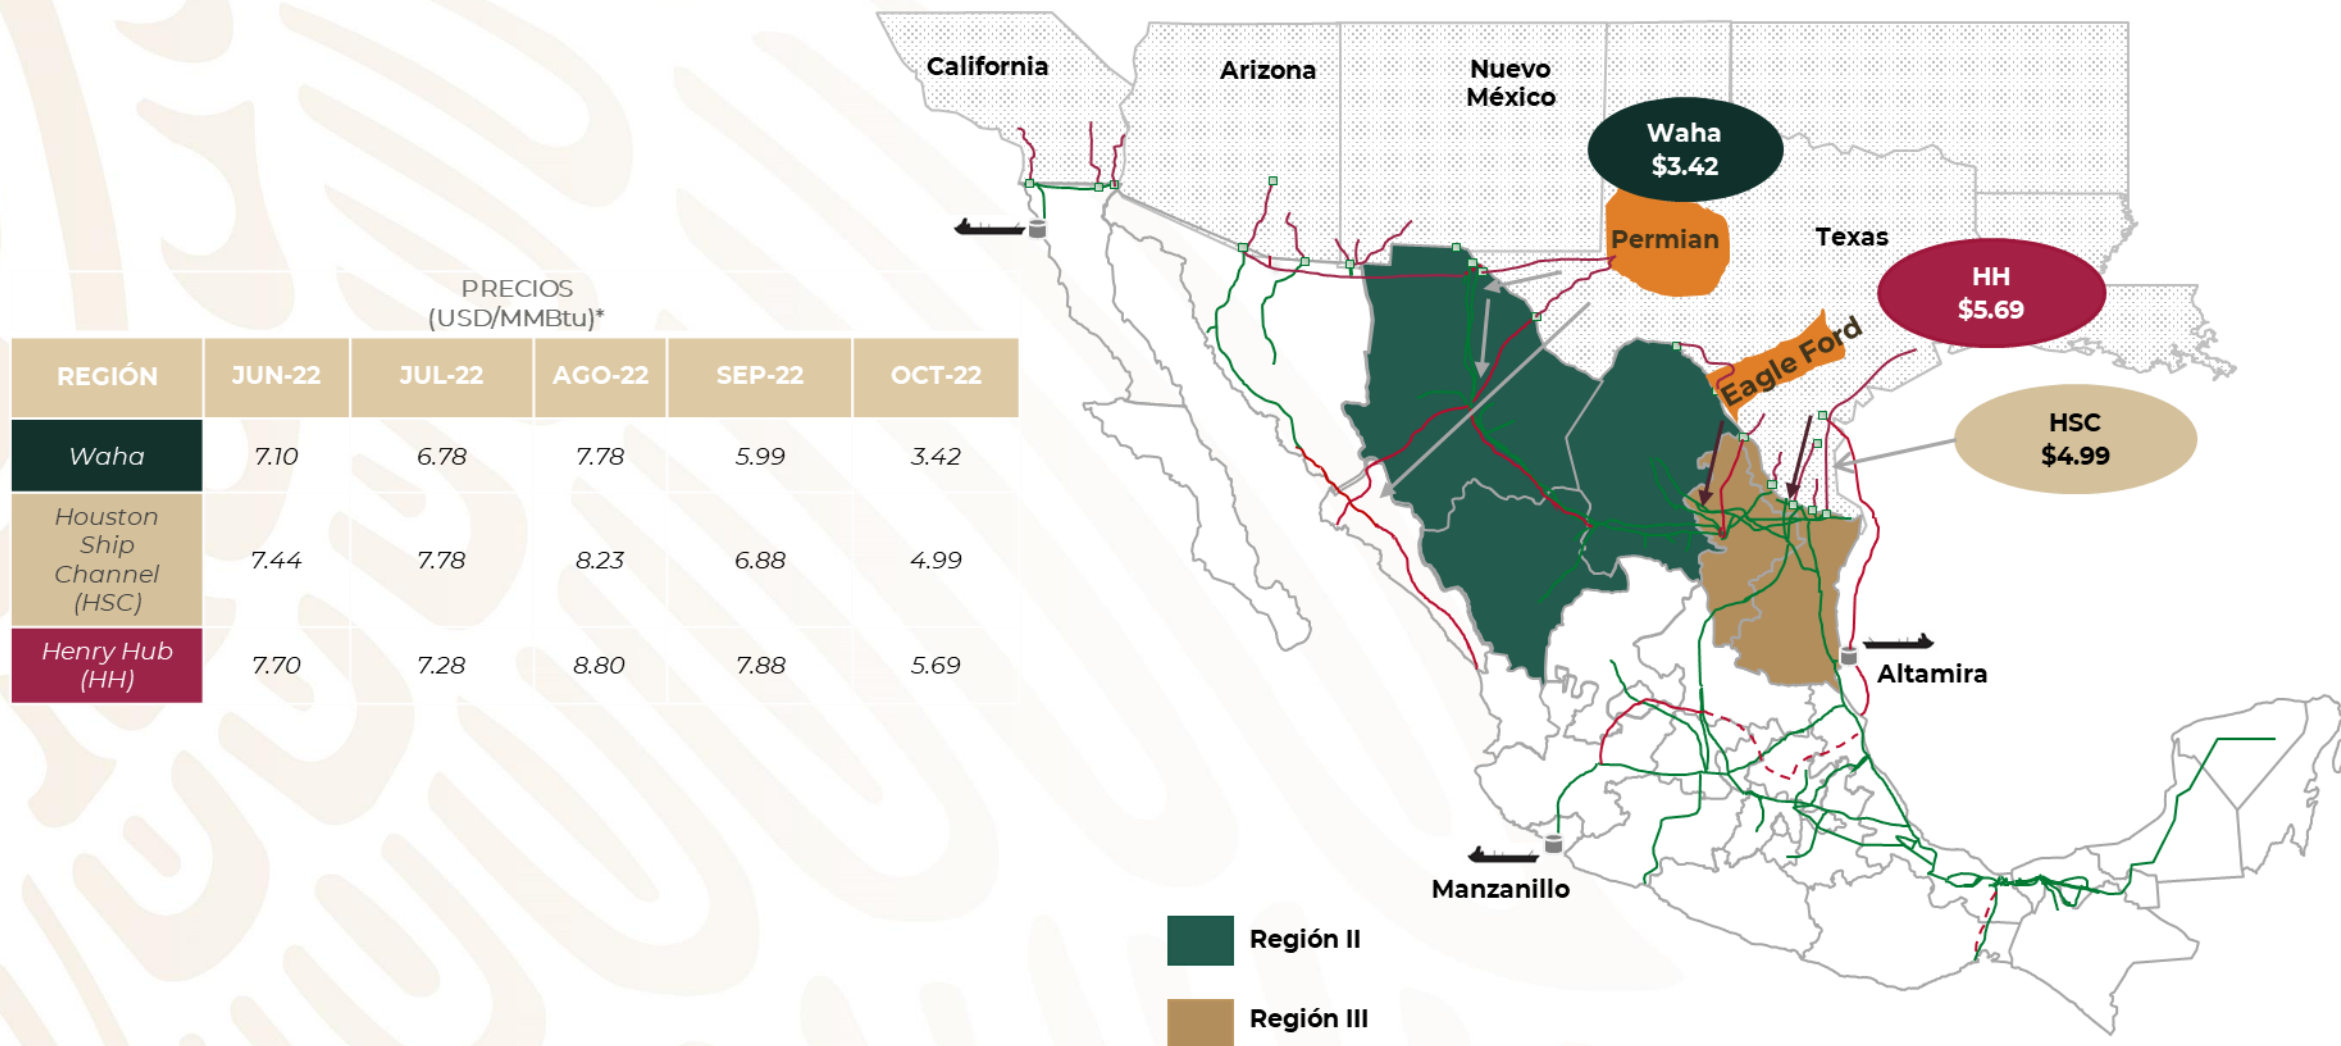 PRECIOS
(USD/MMBtu)*
REGIÓN JUN-22 JUL-22 AGO-22 SEP-22 OCT-22
Waha 7.10 6.78 7.78 5.99 3.42
Houston
Ship
Channel
(HSC)
7.44 7.78 8.23 6.88 4.99
Henry Hub
(HH)
7.70 7.28 8.80 7.88 5.69
California
Arizona
Nuevo
México
Waha
$3.42
Permian
Texas
HH
$5.69
Eagle Ford
HSC
$4.99
Altamira
Manzanillo
Región II
Región III